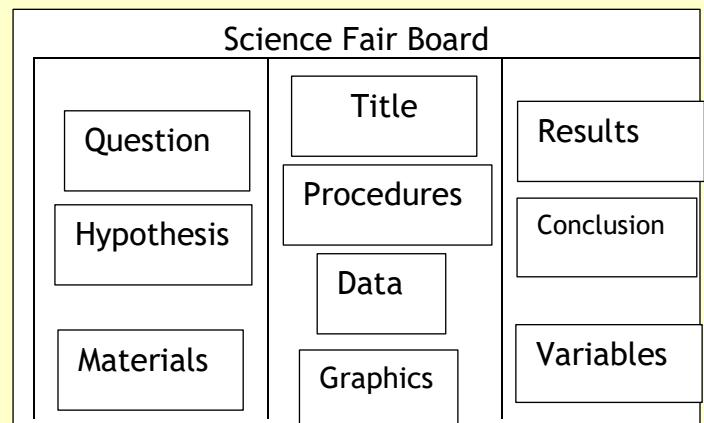 Science Fair Board
Question
Hypothesis
Materials
Title
Procedures
Data
Graphics
Results
Conclusion
Variables